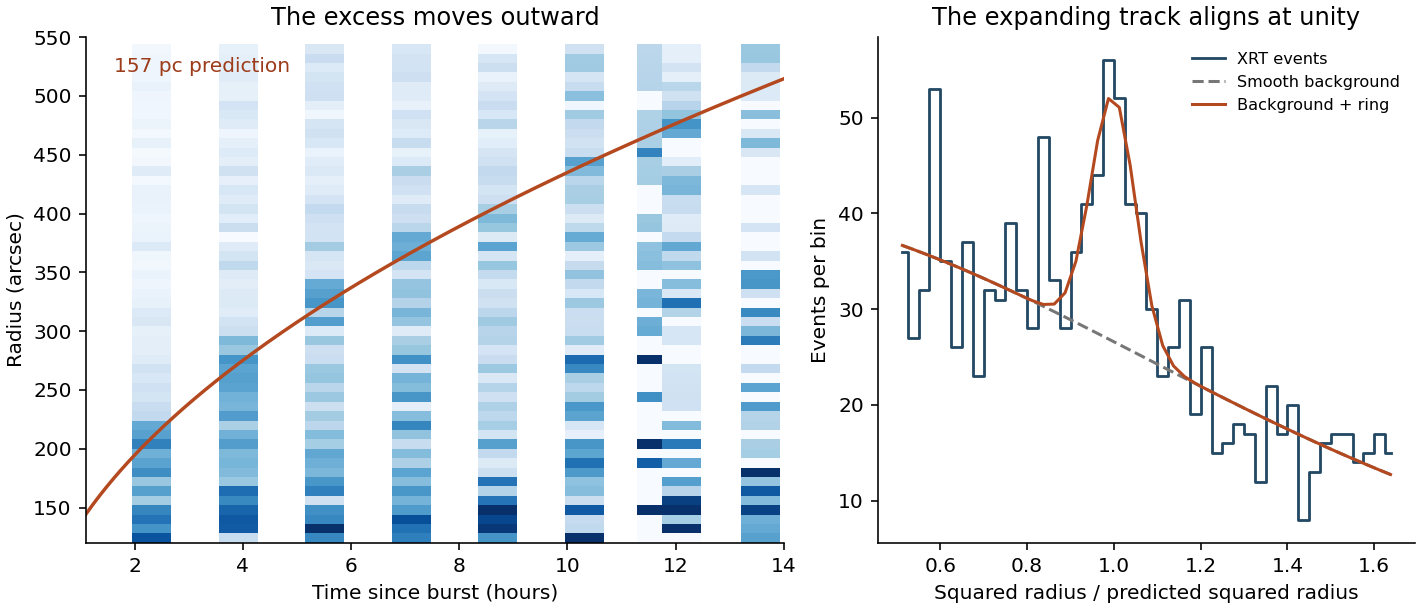 The excess moves outward
157 pc prediction
Radius (arcsec)
550
500
450
400
350
300
250
200
150
2
4
6
8
10
12
14
Time since burst (hours)
The expanding track aligns at unity
XRT events
Smooth background
Background + ring
Events per bin
50
40
30
20
10
0.6
0.8
1.0
1.2
1.4
1.6
Squared radius / predicted squared radius